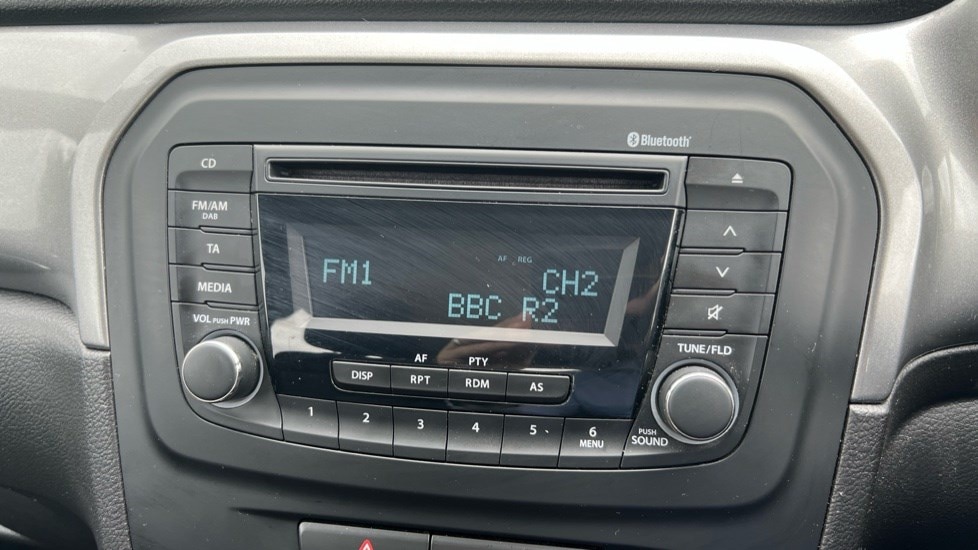 Bluetooth
CD
FM/AM
DAB
TA
MEDIA
VOL PUSH PWR
AF REG
FM1
CH2
BBC R2
AF PTY
DISP RPT RDM AS
1 2 3 4 5 6
MENU
TUNE/FLD
PUSH
SOUND